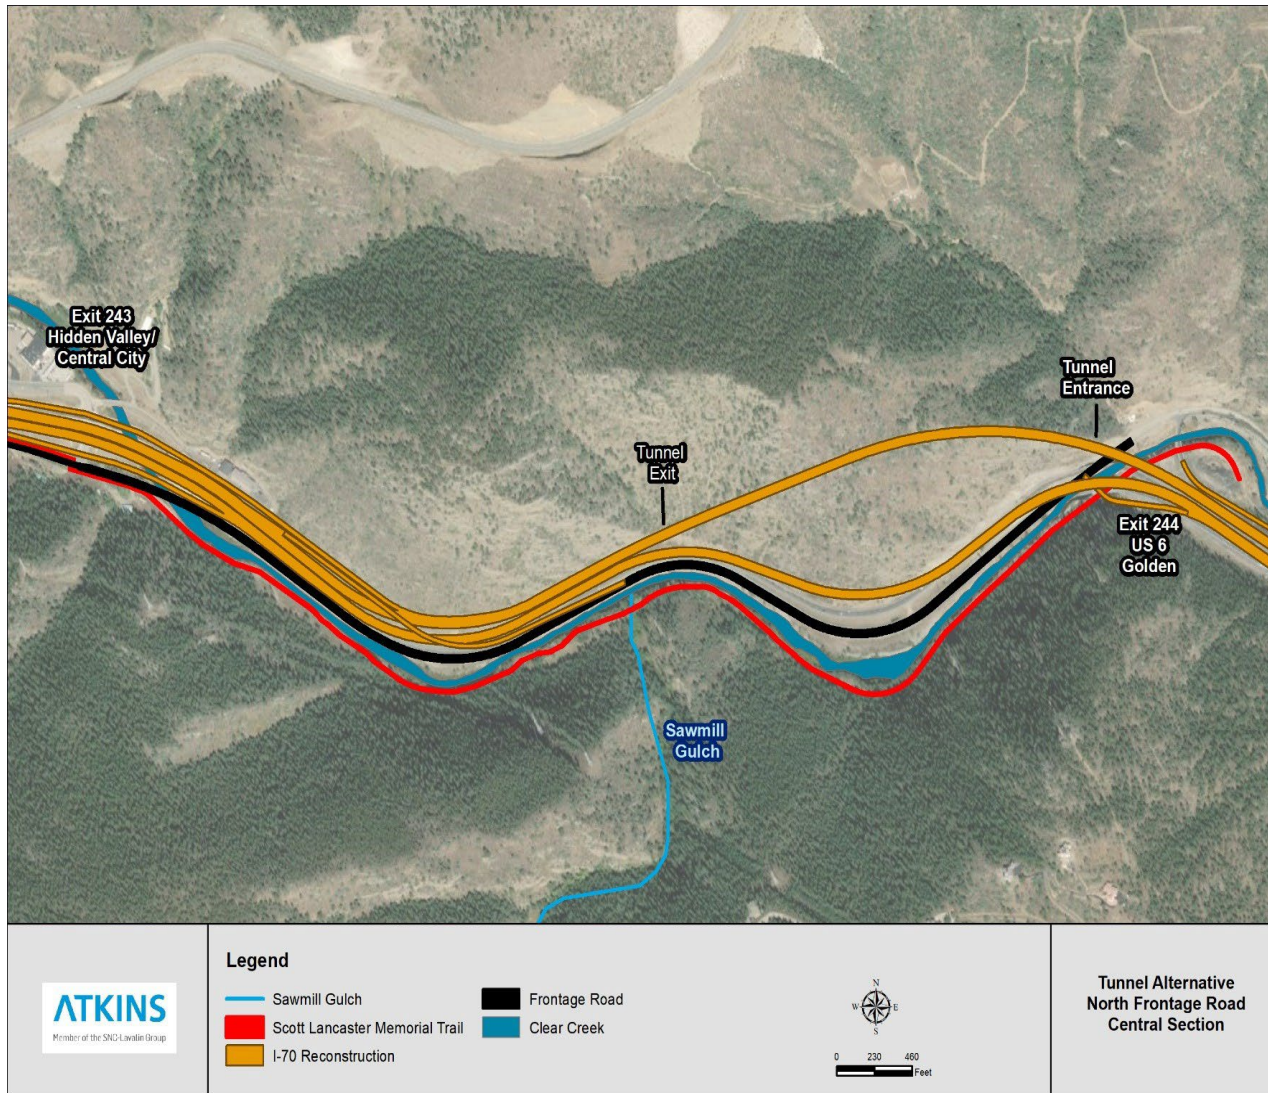 Exit 243
Hidden Valley/
Central City
Tunnel
Entrance
Tunnel
Exit
Exit 244
US 6
Golden
Sawmill
Gulch
ATKINS
Member of the SNC-Lavalin Group
Legend
Sawmill Gulch
Scott Lancaster Memorial Trail
I-70 Reconstruction
Frontage Road
Clear Creek
N
W E
S
0 230 460
Feet
Tunnel Alternative
North Frontage Road
Central Section